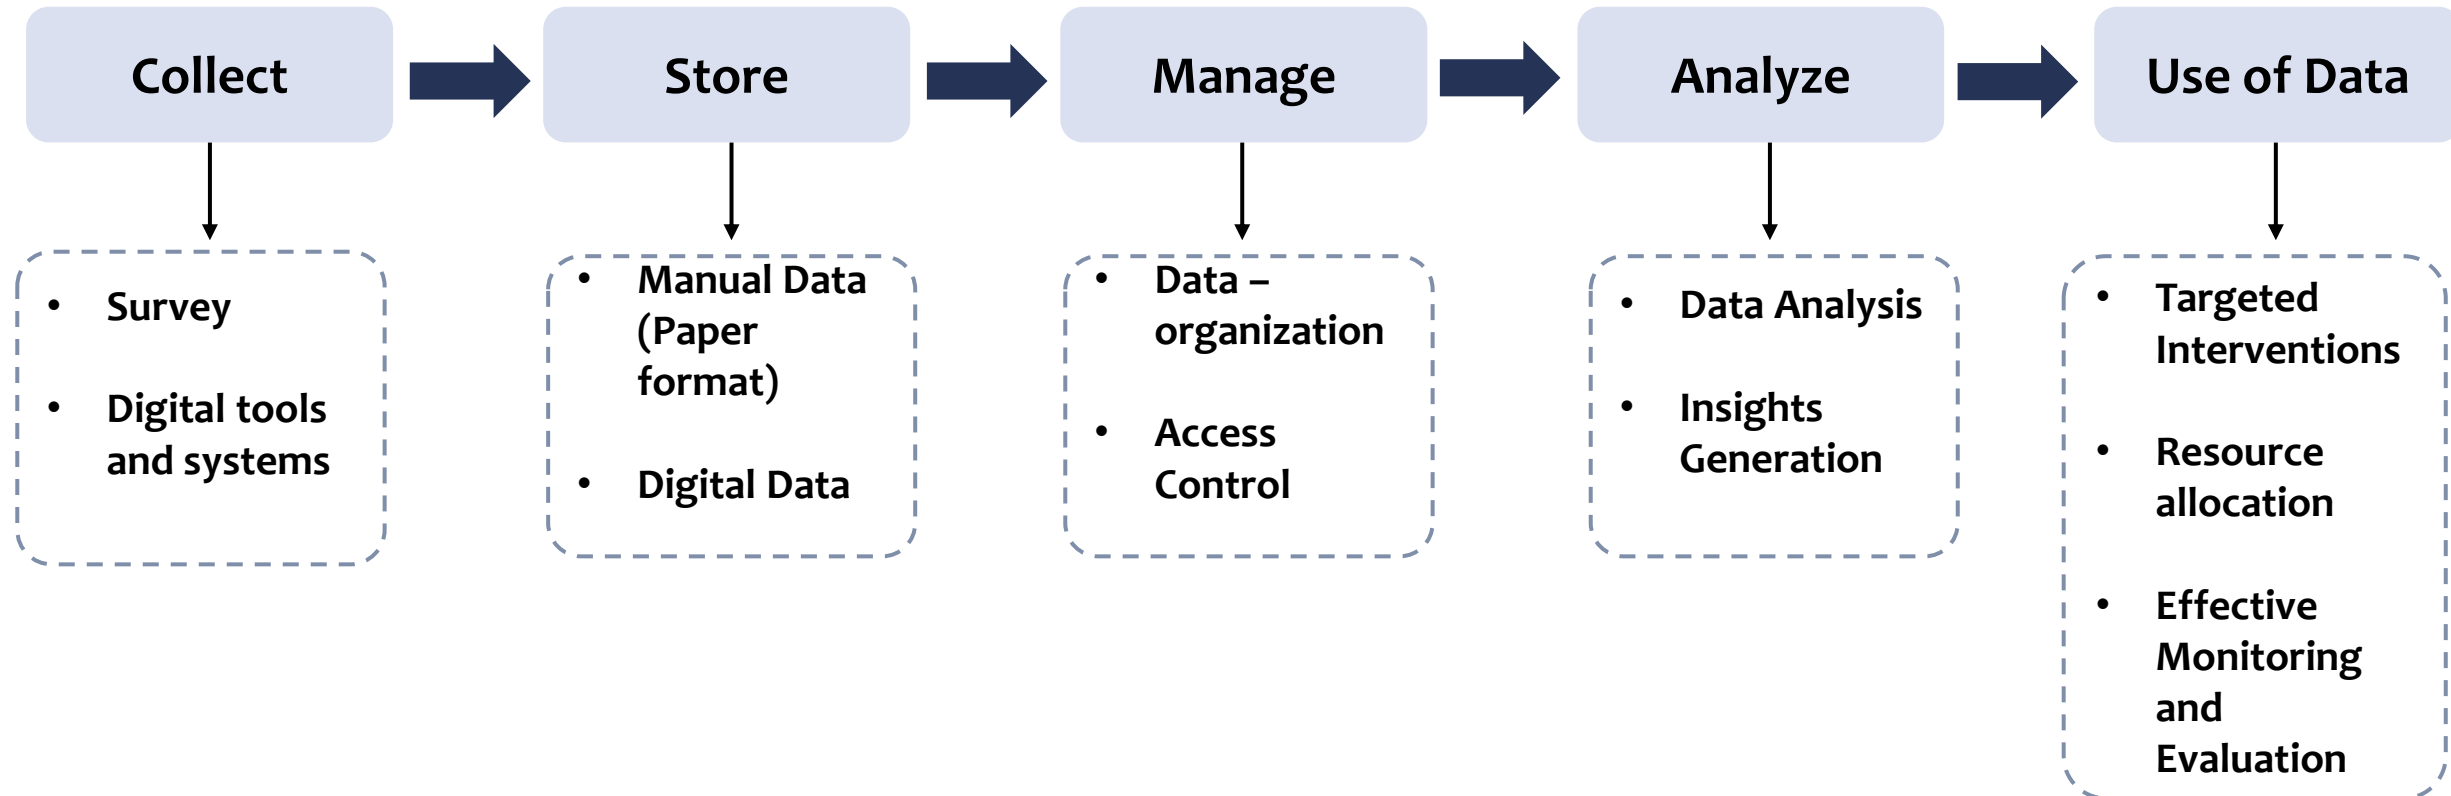 Collect
Store
Manage
Analyze
Use of Data
• Survey
• Digital tools
and systems
• Manual Data
(Paper
format)
• Digital Data
• Data –
organization
• Access
Control
• Data Analysis
• Insights
Generation
• Targeted
Interventions
• Resource
allocation
• Effective
Monitoring
and
Evaluation